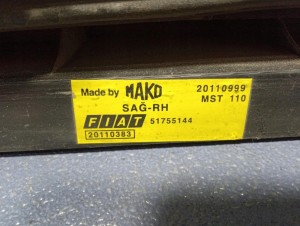 Made by MAKO 20110999
MST 110
SAĞ-RH
FIAT 51755144
20110383